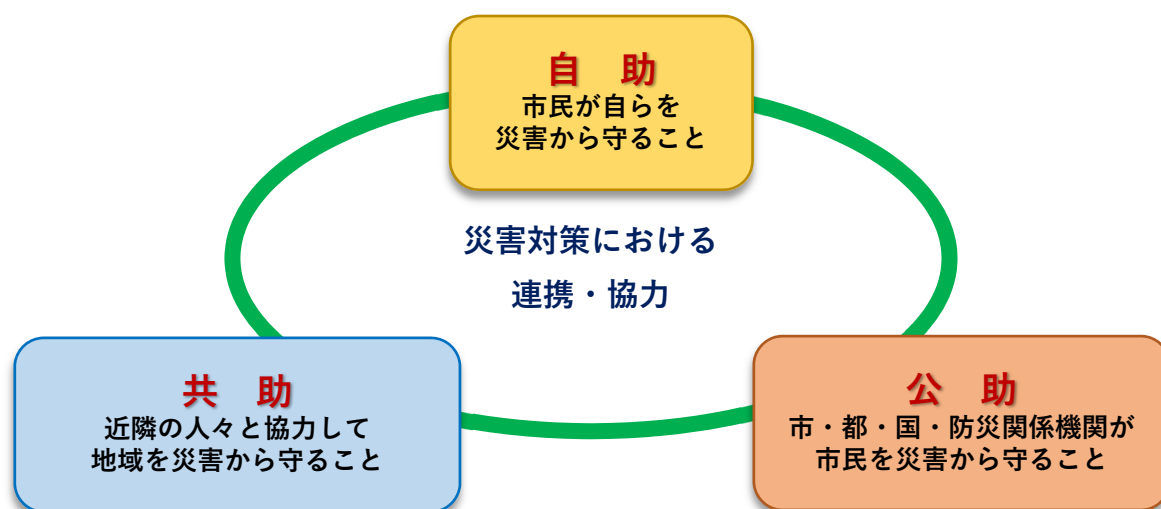 自　助
市民が自らを
災害から守ること
災害対策における
連携・協力
共　助
近隣の人々と協力して
地域を災害から守ること
公　助
市・都・国・防災関係機関が
市民を災害から守ること